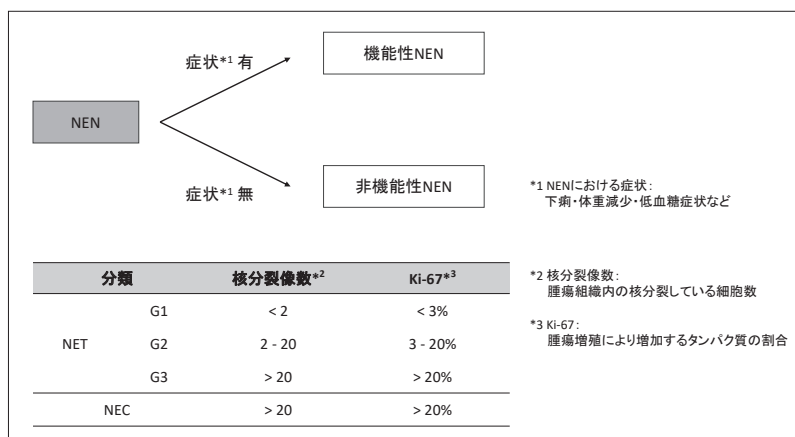 症状*1 有
機能性NEN
NEN
症状*1 無
非機能性NEN
*1 NENにおける症状：
下痢・体重減少・低血糖症状など
分類 核分裂像数*2 Ki-67*3
G1 < 2 < 3%
NET G2 2 - 20 3 - 20%
G3 > 20 > 20%
NEC > 20 > 20%
*2 核分裂像数：
腫瘍組織内の核分裂している細胞数
*3 Ki-67：
腫瘍増殖により増加するタンパク質の割合